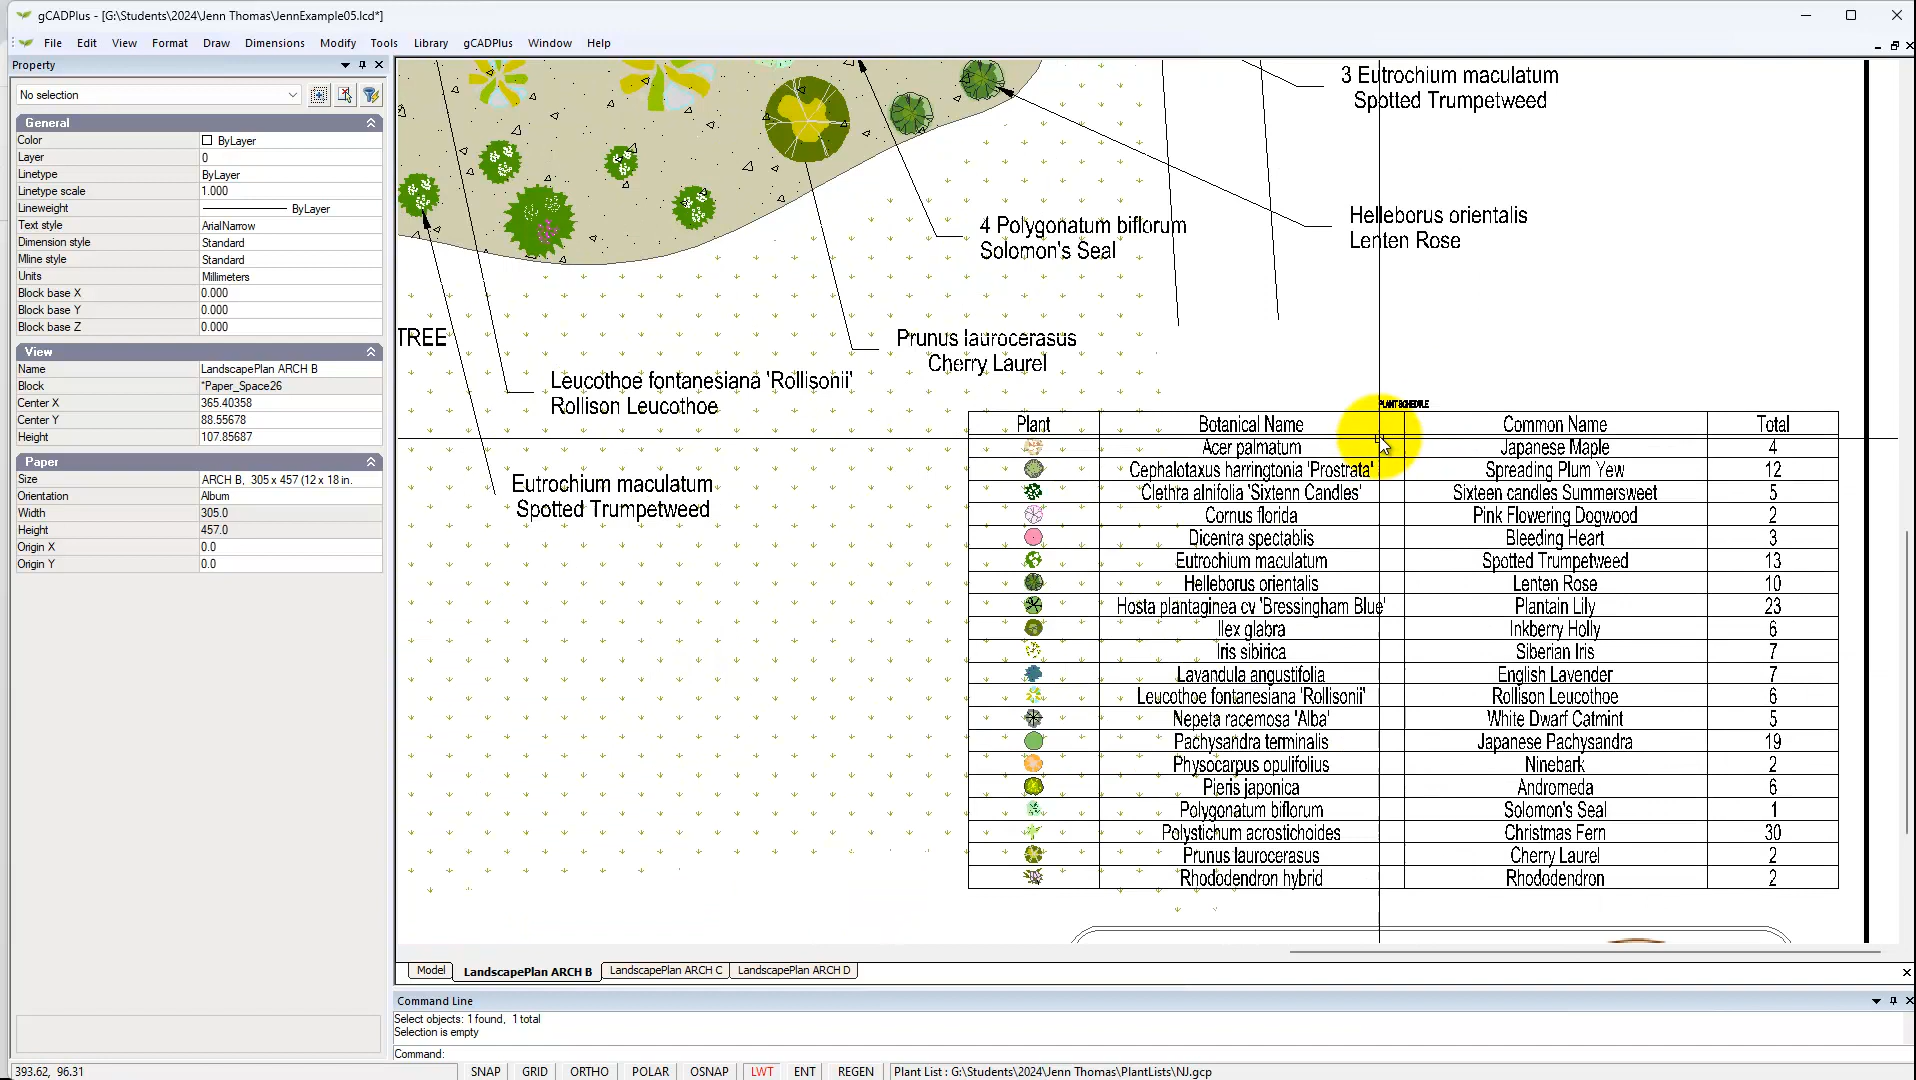 gCADPlus - [G:\Students\2024\Jenn Thomas\JennExample05.lcd*]
File Edit View Format Draw Dimensions Modify Tools Library gCADPlus Window Help
Property
No selection
General
Color ByLayer
Layer 0
Linetype ByLayer
Linetype scale 1.000
Lineweight ByLayer
Text style ArialNarrow
Dimension style Standard
Mline style Standard
Units Millimeters
Block base X 0.000
Block base Y 0.000
Block base Z 0.000
View
Name LandscapePlan ARCH B
Block *Paper_Space26
Center X 365.40358
Center Y 88.55678
Height 107.85687
Paper
Size ARCH B, 305 x 457 (12 x 18 in.
Orientation Album
Width 305.0
Height 457.0
Origin X 0.0
Origin Y 0.0
3 Eutrochium maculatum
Spotted Trumpetweed
4 Polygonatum biflorum
Solomon's Seal
Helleborus orientalis
Lenten Rose
TREE
Prunus laurocerasus
Cherry Laurel
Leucothoe fontanesiana 'Rollisonii'
Rollison Leucothoe
Eutrochium maculatum
Spotted Trumpetweed
PLANT SCHEDULE
Plant Botanical Name Common Name Total
Acer palmatum Japanese Maple 4
Cephalotaxus harringtonia 'Prostrata' Spreading Plum Yew 12
Clethra alnifolia 'Sixtenn Candles' Sixteen candles Summersweet 5
Cornus florida Pink Flowering Dogwood 2
Dicentra spectablis Bleeding Heart 3
Eutrochium maculatum Spotted Trumpetweed 13
Helleborus orientalis Lenten Rose 10
Hosta plantaginea cv 'Bressingham Blue' Plantain Lily 23
Ilex glabra Inkberry Holly 6
Iris sibirica Siberian Iris 7
Lavandula angustifolia English Lavender 7
Leucothoe fontanesiana 'Rollisonii' Rollison Leucothoe 6
Nepeta racemosa 'Alba' White Dwarf Catmint 5
Pachysandra terminalis Japanese Pachysandra 19
Physocarpus opulifolius Ninebark 2
Pieris japonica Andromeda 6
Polygonatum biflorum Solomon's Seal 1
Polystichum acrostichoides Christmas Fern 30
Prunus laurocerasus Cherry Laurel 2
Rhododendron hybrid Rhododendron 2
Model LandscapePlan ARCH B LandscapePlan ARCH C LandscapePlan ARCH D
Command Line
Select objects: 1 found, 1 total
Selection is empty
Command:
393.62, 96.31 SNAP GRID ORTHO POLAR OSNAP LWT ENT REGEN Plant List : G:\Students\2024\Jenn Thomas\PlantLists\NJ.gcp